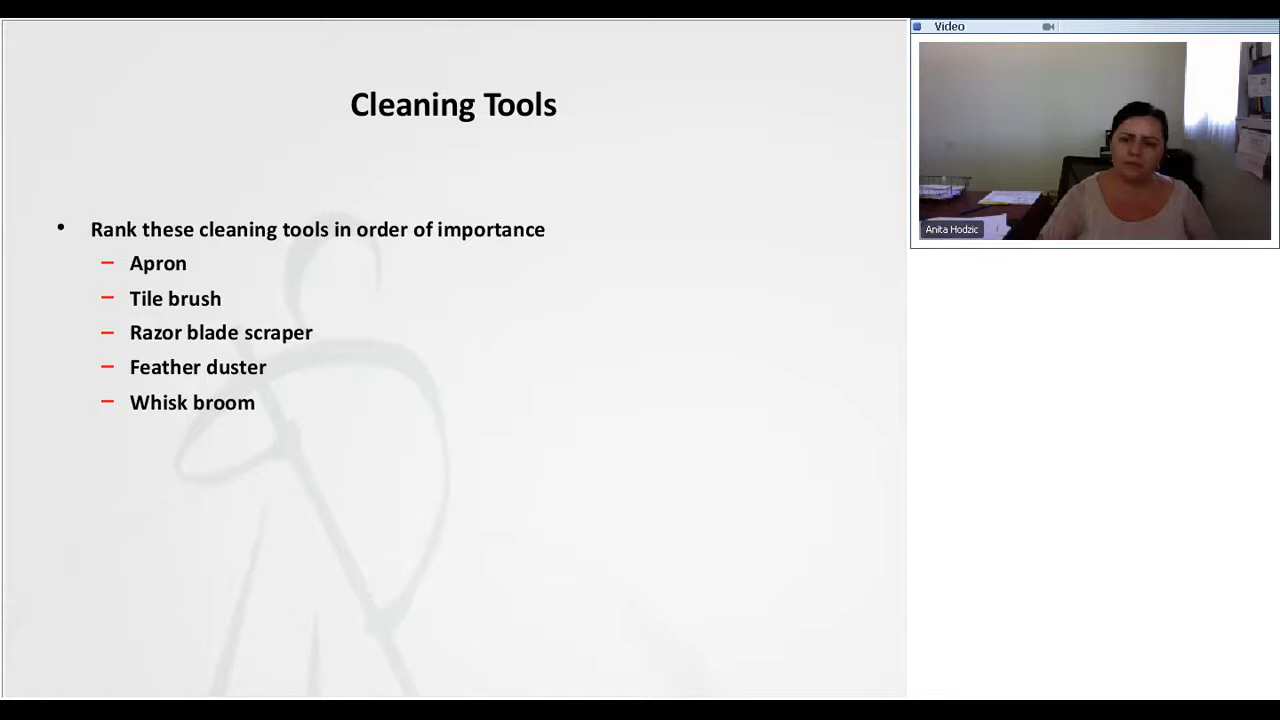 Cleaning Tools
• Rank these cleaning tools in order of importance
– Apron
– Tile brush
– Razor blade scraper
– Feather duster
– Whisk broom
Video
Anita Hodzic